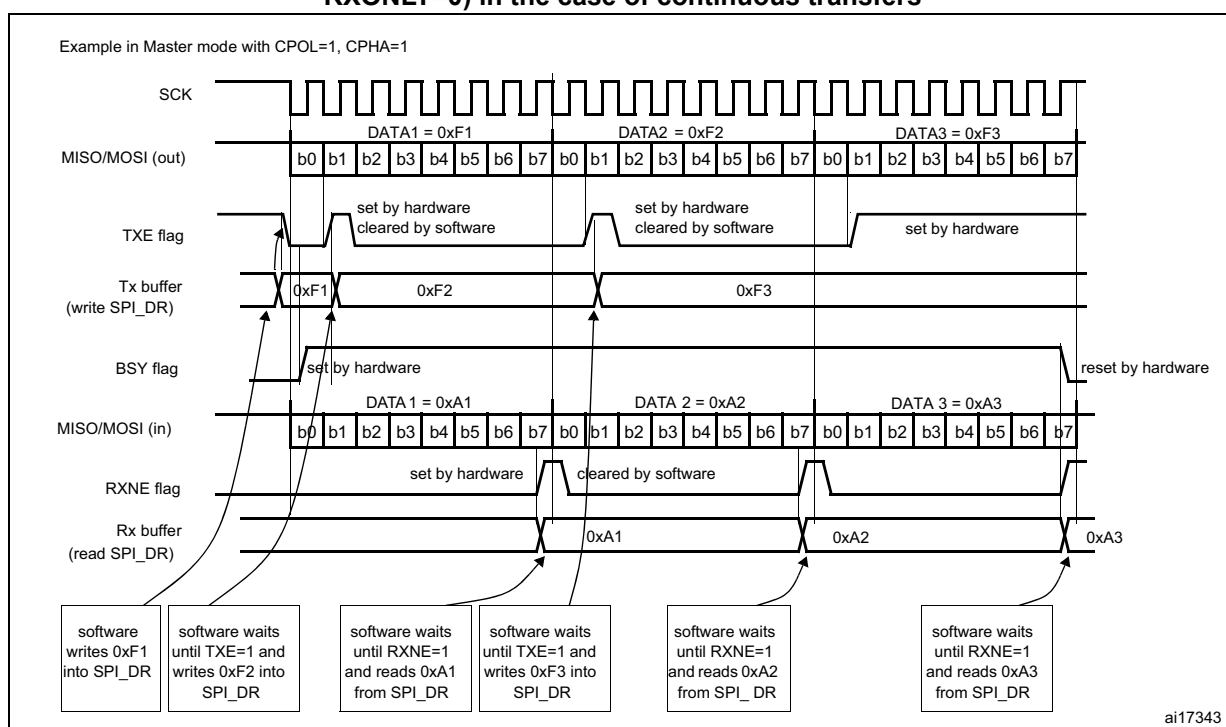 RXONLY=0) in the case of continuous transfers
Example in Master mode with CPOL=1, CPHA=1
SCK
DATA1 = 0xF1
DATA2 = 0xF2
DATA3 = 0xF3
MISO/MOSI (out)
b0 b1 b2 b3 b4 b5 b6 b7 b0 b1 b2 b3 b4 b5 b6 b7 b0 b1 b2 b3 b4 b5 b6 b7
TXE flag
set by hardware
cleared by software
set by hardware
cleared by software
set by hardware
Tx buffer
(write SPI_DR)
0xF1
0xF2
0xF3
BSY flag
set by hardware
reset by hardware
DATA 1 = 0xA1
DATA 2 = 0xA2
DATA 3 = 0xA3
MISO/MOSI (in)
b0 b1 b2 b3 b4 b5 b6 b7 b0 b1 b2 b3 b4 b5 b6 b7 b0 b1 b2 b3 b4 b5 b6 b7
RXNE flag
set by hardware
cleared by software
Rx buffer
(read SPI_DR)
0xA1
0xA2
0xA3
software
writes 0xF1
into SPI_DR
software waits
until TXE=1 and
writes 0xF2 into
SPI_DR
software waits
until RXNE=1
and reads 0xA1
from SPI_DR
software waits
until TXE=1 and
writes 0xF3 into
SPI_DR
software waits
until RXNE=1
and reads 0xA2
from SPI_ DR
software waits
until RXNE=1
and reads 0xA3
from SPI_DR
ai17343